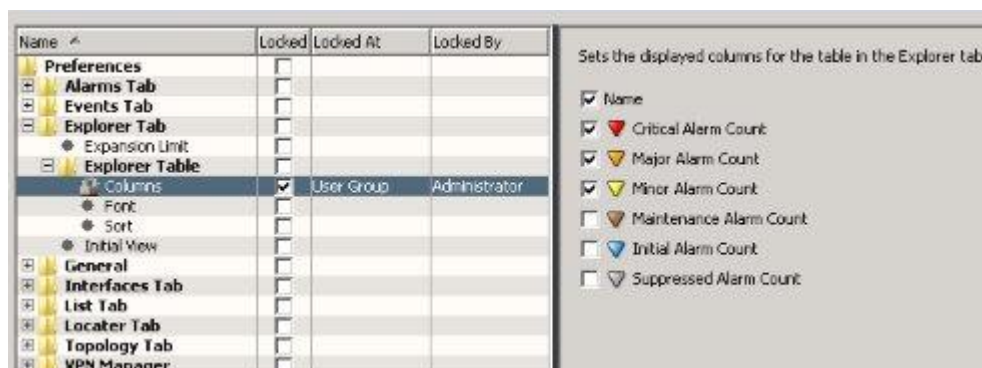 Name Locked Locked At Locked By
Preferences
Alarms Tab
Events Tab
Explorer Tab
Expansion Limit
Explorer Table
Columns User Group Administrator
Font
Sort
Initial View
General
Interfaces Tab
List Tab
Locater Tab
Topology Tab
VPN Manager
Sets the displayed columns for the table in the Explorer tab
Name
Critical Alarm Count
Major Alarm Count
Minor Alarm Count
Maintenance Alarm Count
Initial Alarm Count
Suppressed Alarm Count